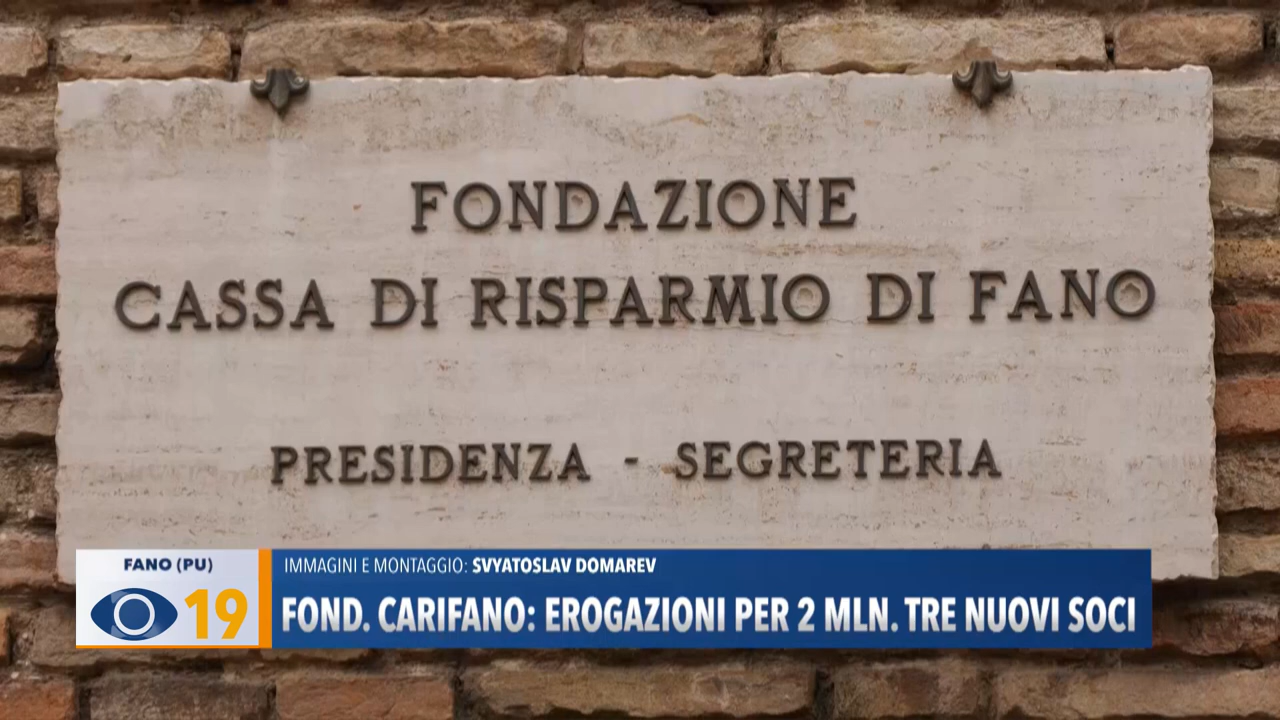 FONDAZIONE
CASSA DI RISPARMIO DI FANO
PRESIDENZA - SEGRETERIA
FANO (PU)
19
IMMAGINI E MONTAGGIO: SVYATOSLAV DOMAREV
FOND. CARIFANO: EROGAZIONI PER 2 MLN. TRE NUOVI SOCI